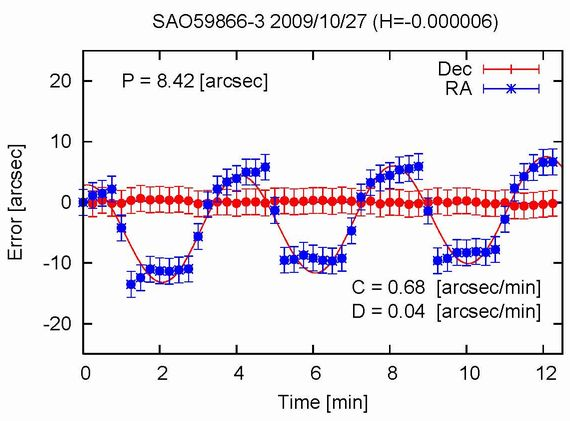 SAO59866-3 2009/10/27 (H=-0.000006)
P = 8.42 [arcsec]
Dec
RA
20
10
0
-10
-20
Error [arcsec]
C = 0.68 [arcsec/min]
D = 0.04 [arcsec/min]
0 2 4 6 8 10 12
Time [min]